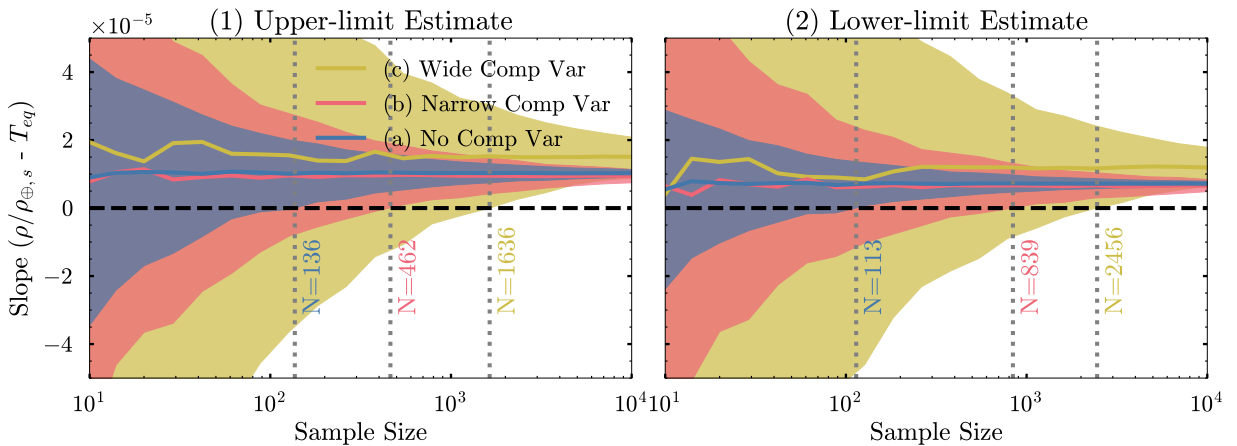 (1) Upper-limit Estimate
(2) Lower-limit Estimate
×10⁻⁵
4
2
0
−2
−4
Slope (ρ/ρ⊕,s - Teq)
(c) Wide Comp Var
(b) Narrow Comp Var
(a) No Comp Var
N=136
N=462
N=1636
N=113
N=839
N=2456
10¹
10²
10³
10⁴
10¹
10²
10³
10⁴
Sample Size
Sample Size